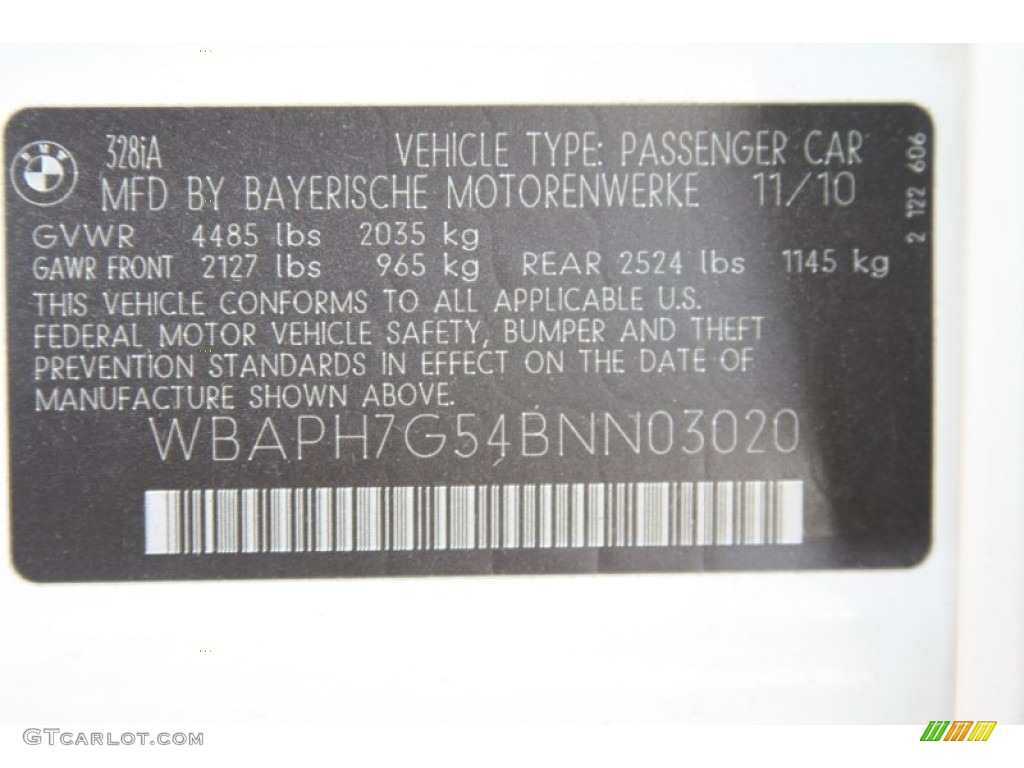 BMW
328iA VEHICLE TYPE: PASSENGER CAR
MFD BY BAYERISCHE MOTORENWERKE 11/10
GVWR 4485 lbs 2035 kg
GAWR FRONT 2127 lbs 965 kg REAR 2524 lbs 1145 kg
THIS VEHICLE CONFORMS TO ALL APPLICABLE U.S.
FEDERAL MOTOR VEHICLE SAFETY, BUMPER AND THEFT
PREVENTION STANDARDS IN EFFECT ON THE DATE OF
MANUFACTURE SHOWN ABOVE.
WBAPH7G54BNN03020
2 122 606
GTCARLOT.COM